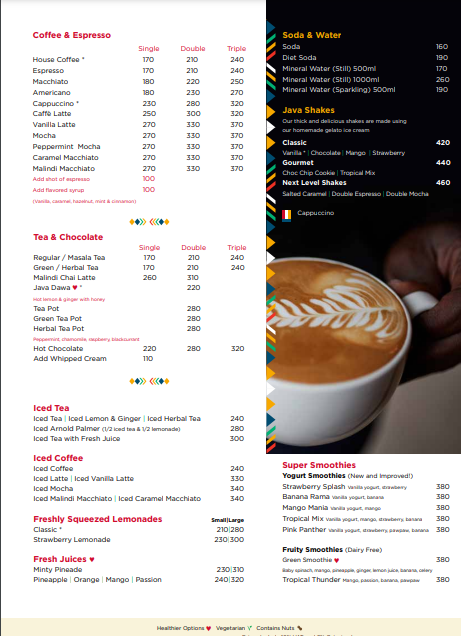 Coffee & Espresso
Single Double Triple
House Coffee * 170 210 240
Espresso 170 210 240
Macchiato 180 220 250
Americano 180 230 270
Cappuccino * 230 280 320
Caffè Latte 250 300 320
Vanilla Latte 270 330 370
Mocha 270 330 370
Peppermint Mocha 270 330 370
Caramel Macchiato 270 330 370
Malindi Macchiato 270 330 370
Add shot of espresso 100
Add flavored syrup 100
(Vanilla, caramel, hazelnut, mint & cinnamon)
Tea & Chocolate
Single Double Triple
Regular / Masala Tea 170 210 240
Green / Herbal Tea 170 210 240
Malindi Chai Latte 260 310
Java Dawa ♥ * 220
Hot lemon & ginger with honey
Tea Pot 280
Green Tea Pot 280
Herbal Tea Pot 280
Peppermint, chamomile, raspberry, blackcurrant
Hot Chocolate 220 280 320
Add Whipped Cream 110
Iced Tea
Iced Tea | Iced Lemon & Ginger | Iced Herbal Tea 240
Iced Arnold Palmer (1/2 iced tea & 1/2 lemonade) 280
Iced Tea with Fresh Juice 300
Iced Coffee
Iced Coffee 240
Iced Latte | Iced Vanilla Latte 330
Iced Mocha 340
Iced Malindi Macchiato | Iced Caramel Macchiato 340
Freshly Squeezed Lemonades Small|Large
Classic * 210|280
Strawberry Lemonade 230|300
Fresh Juices ♥
Minty Pineade 230|310
Pineapple | Orange | Mango | Passion 240|320
Soda & Water
Soda 160
Diet Soda 190
Mineral Water (Still) 500ml 170
Mineral Water (Still) 1000ml 260
Mineral Water (Sparkling) 500ml 190
Java Shakes
Our thick and delicious shakes are made using
our homemade gelato ice cream
Classic 420
Vanilla * | Chocolate | Mango | Strawberry
Gourmet 440
Choc Chip Cookie | Tropical Mix
Next Level Shakes 460
Salted Caramel | Double Espresso | Double Mocha
Cappuccino
Super Smoothies
Yogurt Smoothies (New and Improved!)
Strawberry Splash Vanilla yogurt, strawberry 380
Banana Rama Vanilla yogurt, banana 380
Mango Mania Vanilla yogurt, mango 380
Tropical Mix Vanilla yogurt, mango, strawberry, banana 380
Pink Panther Vanilla yogurt, strawberry, pawpaw, banana 380
Fruity Smoothies (Dairy Free)
Green Smoothie ♥ 380
Baby spinach, mango, pineapple, ginger, lemon juice, banana, celery
Tropical Thunder Mango, passion, banana, pawpaw 380
Healthier Options ♥ Vegetarian Contains Nuts